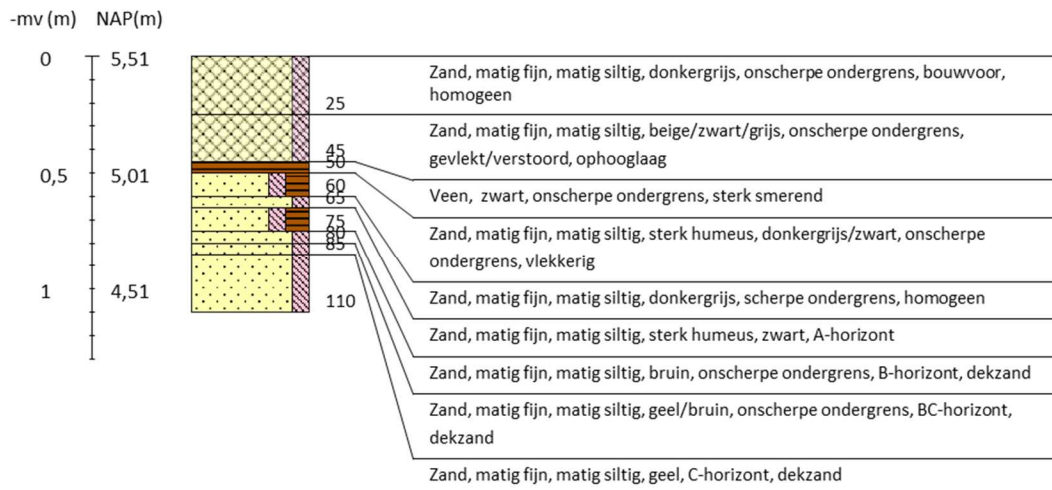 -mv (m) NAP(m)
0 5,51
Zand, matig fijn, matig siltig, donkergrijs, onscherpe ondergrens, bouwvoor,
homogeen
25
Zand, matig fijn, matig siltig, beige/zwart/grijs, onscherpe ondergrens,
gevlekt/verstoord, ophooglaag
45
50
0,5 5,01
Veen, zwart, onscherpe ondergrens, sterk smerend
60
65
Zand, matig fijn, matig siltig, sterk humeus, donkergrijs/zwart, onscherpe
ondergrens, vlekkerig
75
80
85
1 4,51
Zand, matig fijn, matig siltig, donkergrijs, scherpe ondergrens, homogeen
110
Zand, matig fijn, matig siltig, sterk humeus, zwart, A-horizont
Zand, matig fijn, matig siltig, bruin, onscherpe ondergrens, B-horizont, dekzand
Zand, matig fijn, matig siltig, geel/bruin, onscherpe ondergrens, BC-horizont,
dekzand
Zand, matig fijn, matig siltig, geel, C-horizont, dekzand